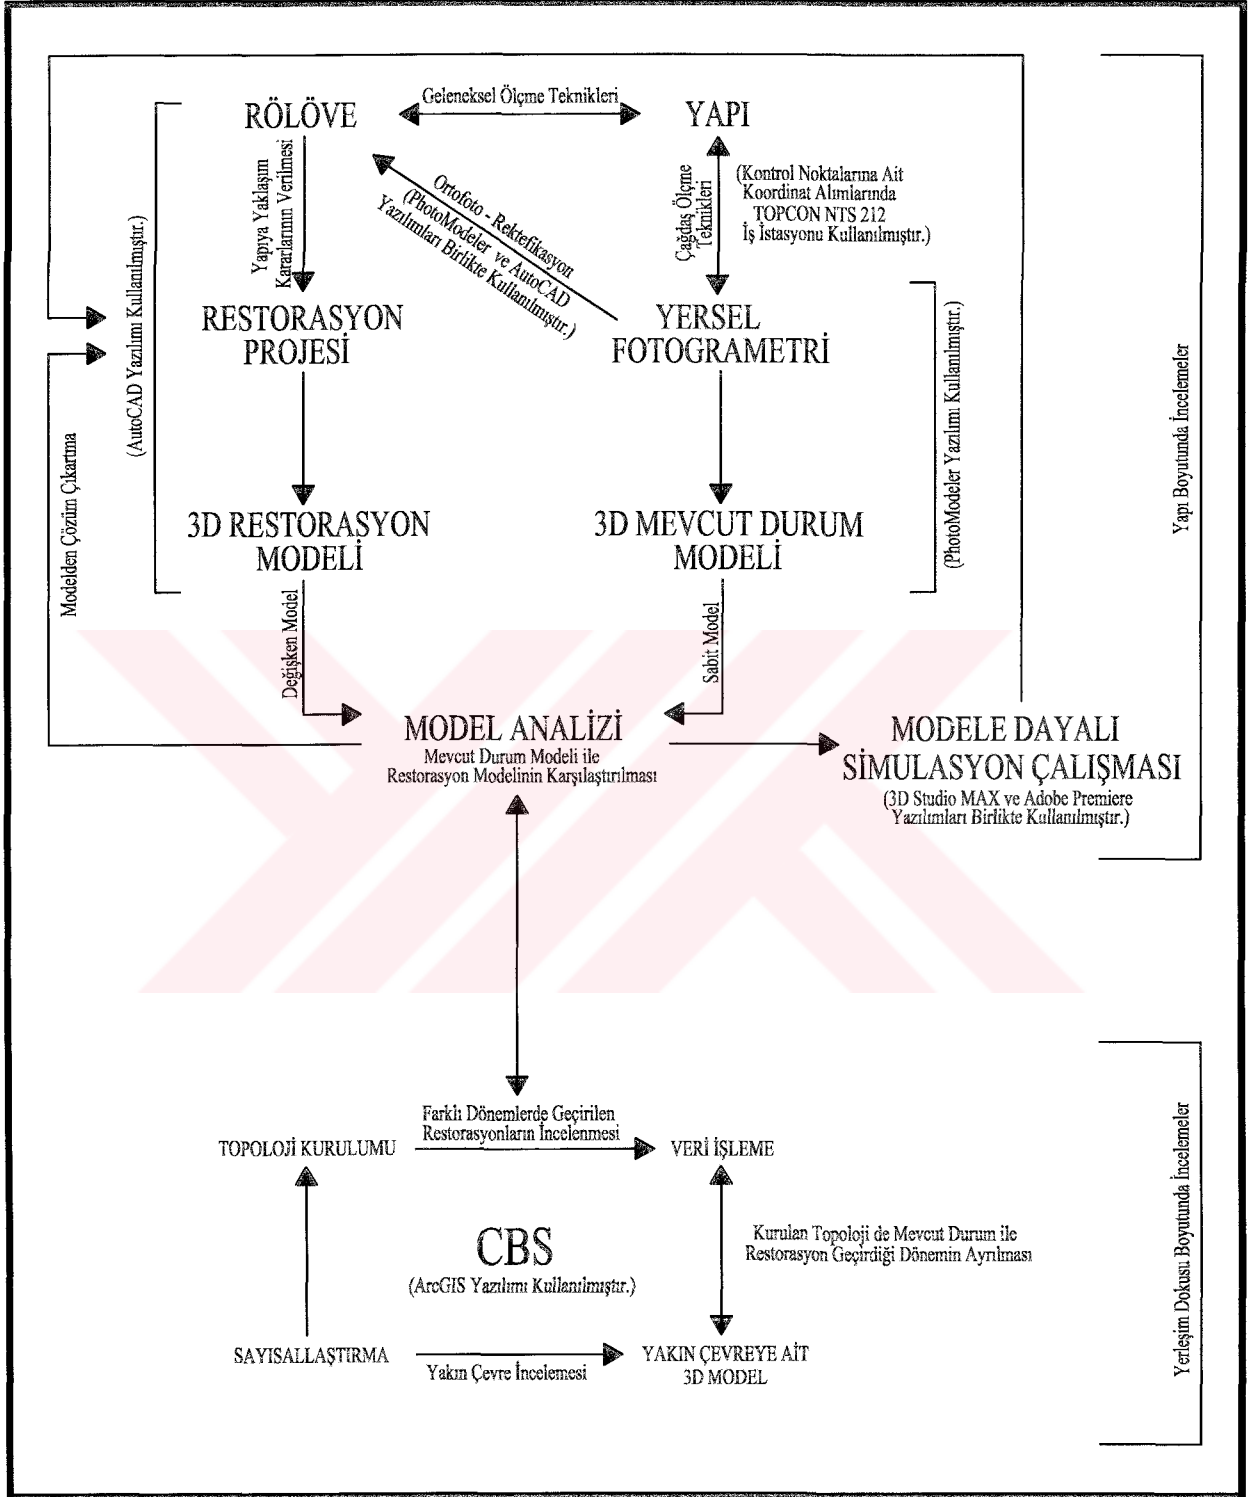 Geleneksel Ölçme Teknikleri
RÖLÖVE
YAPI
Yapıya Yaklaşım
Kararlarının Verilmesi
Ortofoto - Rektefikasyon
(PhotoModeler ve AutoCAD
Yazılımları Birlikte Kullanılmıştır.)
Çağdaş Ölçme
Teknikleri
(Kontrol Noktalarına Ait
Koordinat Alımlarında
TOPCON NTS 212
İş İstasyonu Kullanılmıştır.)
(AutoCAD Yazılımı Kullanılmıştır.)
RESTORASYON
PROJESİ
YERSEL
FOTOGRAMETRİ
(PhotoModeler Yazılımı Kullanılmıştır.)
Yapı Boyutunda İncelemeler
Modelden Çözüm Çıkartma
3D RESTORASYON
MODELİ
3D MEVCUT DURUM
MODELİ
Değişken Model
Sabit Model
MODEL ANALİZİ
Mevcut Durum Modeli ile
Restorasyon Modelinin Karşılaştırılması
MODELE DAYALI
SİMULASYON ÇALIŞMASI
(3D Studio MAX ve Adobe Premiere
Yazılımları Birlikte Kullanılmıştır.)
Farklı Dönemlerde Geçirilen
Restorasyonların İncelenmesi
TOPOLOJİ KURULUMU
VERİ İŞLEME
CBS
(ArcGIS Yazılımı Kullanılmıştır.)
Kurulan Topoloji de Mevcut Durum ile
Restorasyon Geçirdiği Dönemin Ayrılması
Yerleşim Dokusu Boyutunda İncelemeler
SAYISALLAŞTIRMA
Yakın Çevre İncelemesi
YAKIN ÇEVREYE AİT
3D MODEL